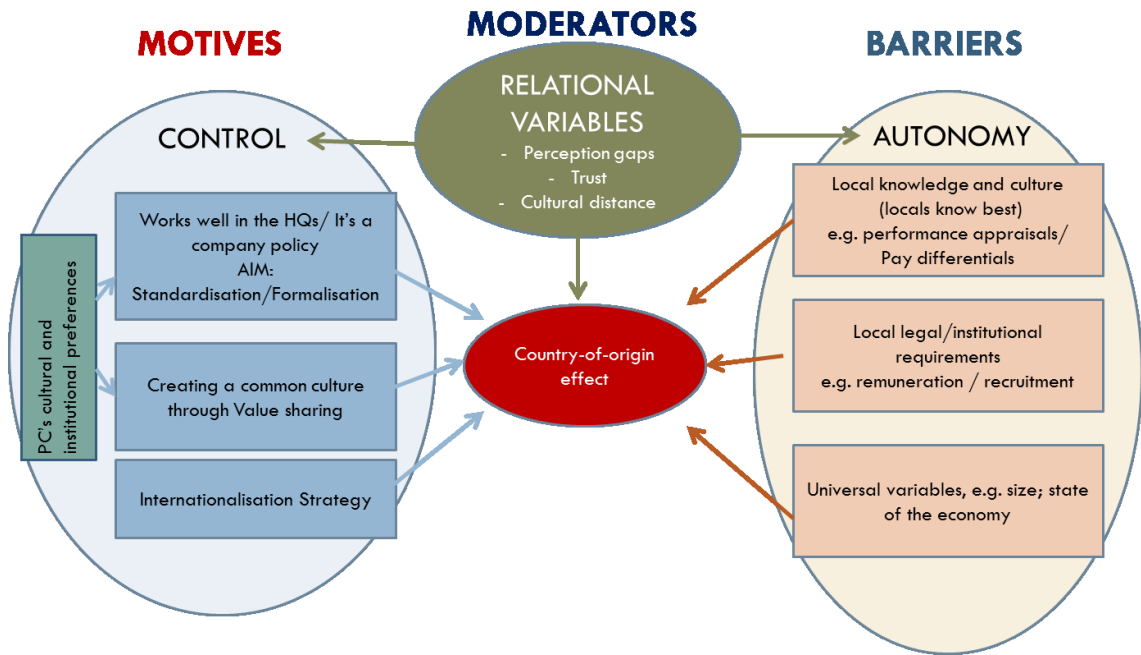 MOTIVES
MODERATORS
BARRIERS
RELATIONAL
VARIABLES
- Perception gaps
- Trust
- Cultural distance
CONTROL
PC's cultural and
institutional preferences
Works well in the HQs/ It's a
company policy
AIM:
Standardisation/Formalisation
Creating a common culture
through Value sharing
Internationalisation Strategy
Country-of-origin
effect
AUTONOMY
Local knowledge and culture
(locals know best)
e.g. performance appraisals/
Pay differentials
Local legal/institutional
requirements
e.g. remuneration / recruitment
Universal variables, e.g. size; state
of the economy